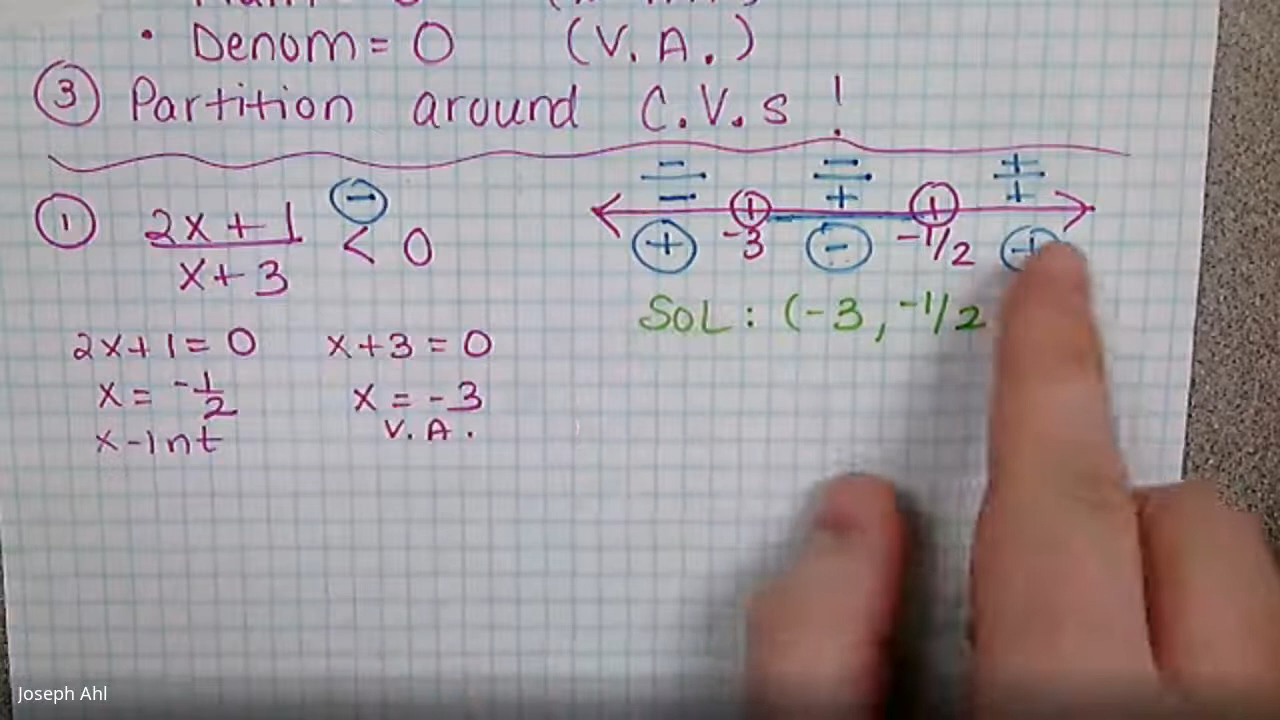 • Denom = 0 (V.A.)
③ Partition around C.V.s !
① 2x + 1 / x + 3 < 0
⊖
− / − − / + + / +
-3 -1/2
+ − +
SOL: (-3, -1/2
2x+1 = 0 x+3 = 0
x = -1/2 x = -3
x-int V.A.
Joseph Ahl